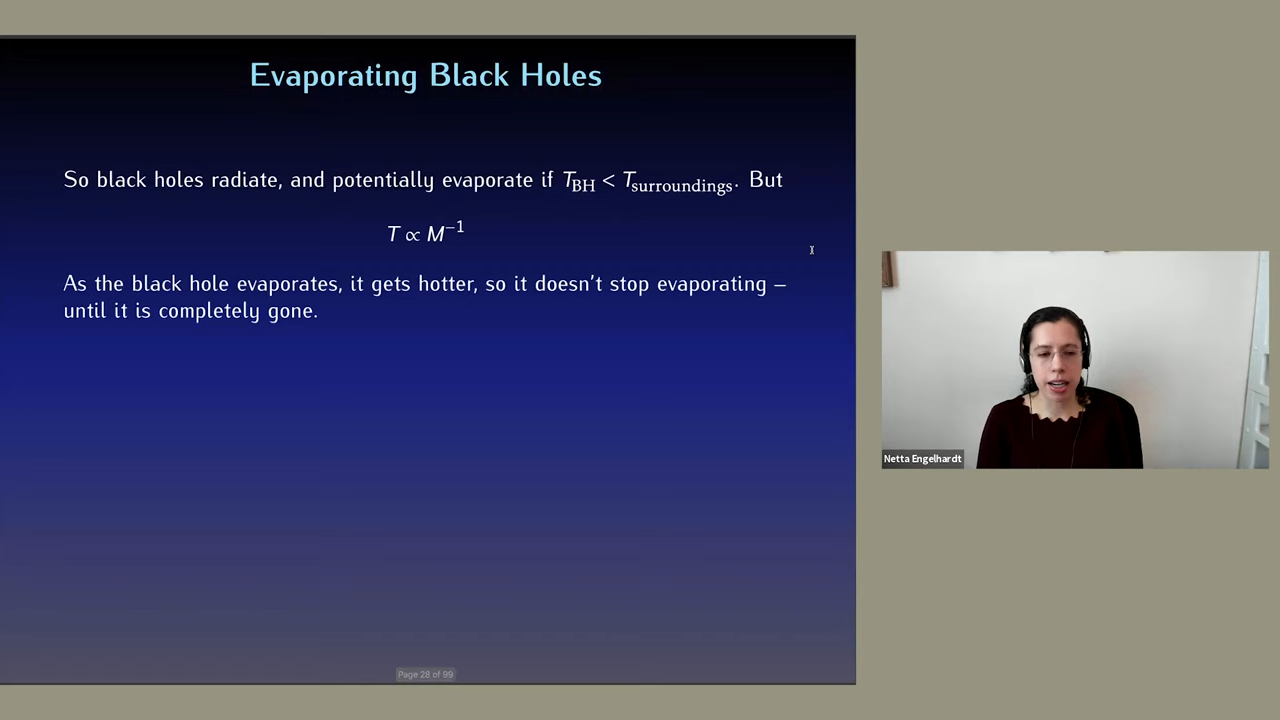 Evaporating Black Holes
So black holes radiate, and potentially evaporate if T_BH < T_surroundings. But
T ∝ M⁻¹
As the black hole evaporates, it gets hotter, so it doesn't stop evaporating –
until it is completely gone.
Netta Engelhardt
Page 28 of 99